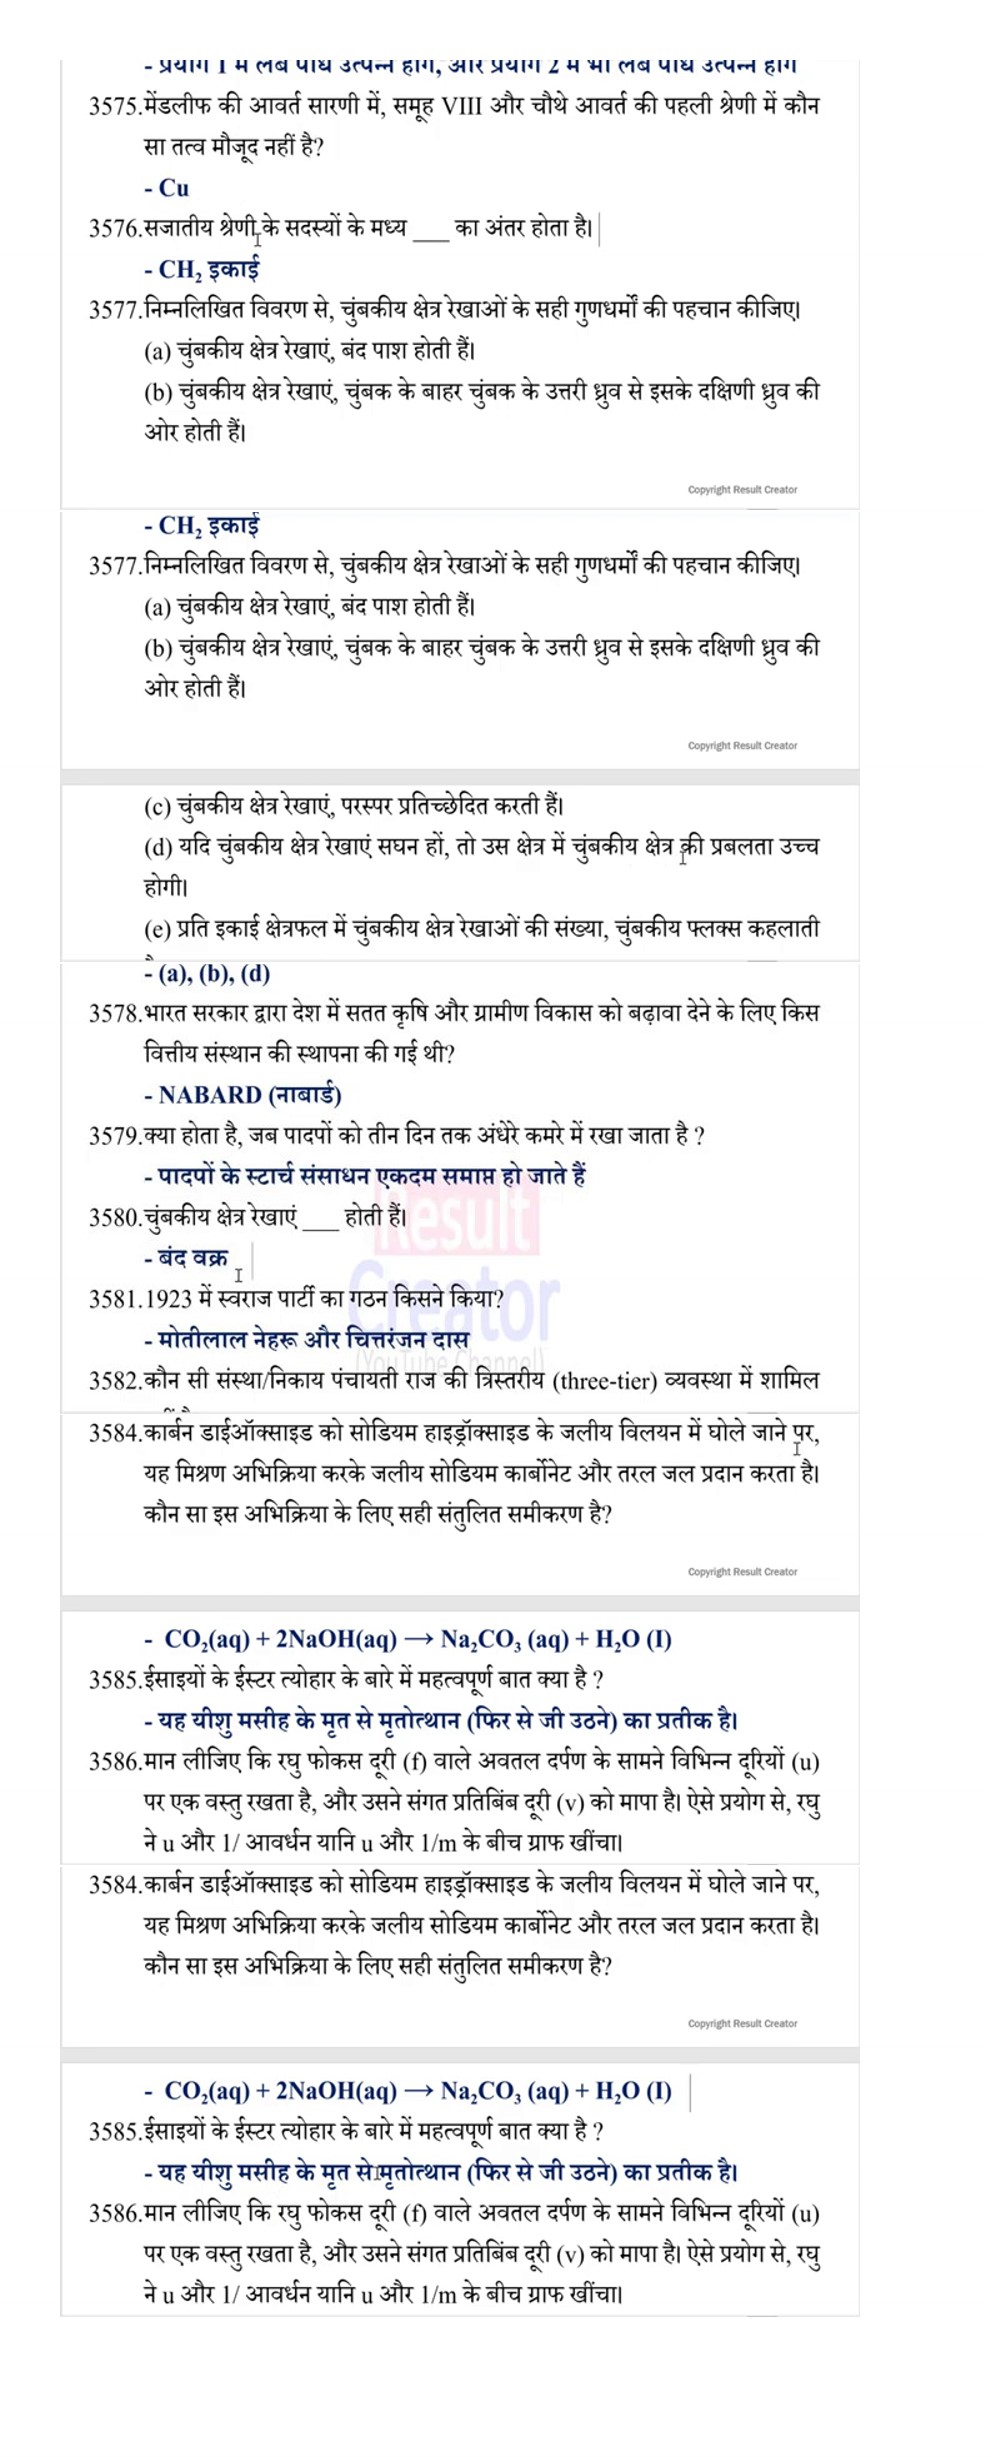 - प्रयोग 1 में लंबे पौधे उत्पन्न होंगे, और प्रयोग 2 में भी लंबे पौधे उत्पन्न होंगे
3575.मेंडलीफ की आवर्त सारणी में, समूह VIII और चौथे आवर्त की पहली श्रेणी में कौन
सा तत्व मौजूद नहीं है?
- Cu
3576.सजातीय श्रेणी के सदस्यों के मध्य ___ का अंतर होता है।
- CH₂ इकाई
3577.निम्नलिखित विवरण से, चुंबकीय क्षेत्र रेखाओं के सही गुणधर्मों की पहचान कीजिए।
(a) चुंबकीय क्षेत्र रेखाएं, बंद पाश होती हैं।
(b) चुंबकीय क्षेत्र रेखाएं, चुंबक के बाहर चुंबक के उत्तरी ध्रुव से इसके दक्षिणी ध्रुव की
ओर होती हैं।
Copyright Result Creator
- CH₂ इकाई
3577.निम्नलिखित विवरण से, चुंबकीय क्षेत्र रेखाओं के सही गुणधर्मों की पहचान कीजिए।
(a) चुंबकीय क्षेत्र रेखाएं, बंद पाश होती हैं।
(b) चुंबकीय क्षेत्र रेखाएं, चुंबक के बाहर चुंबक के उत्तरी ध्रुव से इसके दक्षिणी ध्रुव की
ओर होती हैं।
Copyright Result Creator
(c) चुंबकीय क्षेत्र रेखाएं, परस्पर प्रतिच्छेदित करती हैं।
(d) यदि चुंबकीय क्षेत्र रेखाएं सघन हों, तो उस क्षेत्र में चुंबकीय क्षेत्र की प्रबलता उच्च
होगी।
(e) प्रति इकाई क्षेत्रफल में चुंबकीय क्षेत्र रेखाओं की संख्या, चुंबकीय फ्लक्स कहलाती
- (a), (b), (d)
3578.भारत सरकार द्वारा देश में सतत कृषि और ग्रामीण विकास को बढ़ावा देने के लिए किस
वित्तीय संस्थान की स्थापना की गई थी?
- NABARD (नाबार्ड)
3579.क्या होता है, जब पादपों को तीन दिन तक अंधेरे कमरे में रखा जाता है ?
- पादपों के स्टार्च संसाधन एकदम समाप्त हो जाते हैं
3580.चुंबकीय क्षेत्र रेखाएं ___ होती हैं।
- बंद वक्र
Result
Creator
(YouTube Channel)
3581.1923 में स्वराज पार्टी का गठन किसने किया?
- मोतीलाल नेहरू और चित्तरंजन दास
3582.कौन सी संस्था/निकाय पंचायती राज की त्रिस्तरीय (three-tier) व्यवस्था में शामिल
3584.कार्बन डाईऑक्साइड को सोडियम हाइड्रॉक्साइड के जलीय विलयन में घोले जाने पर,
यह मिश्रण अभिक्रिया करके जलीय सोडियम कार्बोनेट और तरल जल प्रदान करता है।
कौन सा इस अभिक्रिया के लिए सही संतुलित समीकरण है?
Copyright Result Creator
- CO₂(aq) + 2NaOH(aq) → Na₂CO₃ (aq) + H₂O (I)
3585.ईसाइयों के ईस्टर त्योहार के बारे में महत्वपूर्ण बात क्या है ?
- यह यीशु मसीह के मृत से मृतोत्थान (फिर से जी उठने) का प्रतीक है।
3586.मान लीजिए कि रघु फोकस दूरी (f) वाले अवतल दर्पण के सामने विभिन्न दूरियों (u)
पर एक वस्तु रखता है, और उसने संगत प्रतिबिंब दूरी (v) को मापा है। ऐसे प्रयोग से, रघु
ने u और 1/ आवर्धन यानि u और 1/m के बीच ग्राफ खींचा।
3584.कार्बन डाईऑक्साइड को सोडियम हाइड्रॉक्साइड के जलीय विलयन में घोले जाने पर,
यह मिश्रण अभिक्रिया करके जलीय सोडियम कार्बोनेट और तरल जल प्रदान करता है।
कौन सा इस अभिक्रिया के लिए सही संतुलित समीकरण है?
Copyright Result Creator
- CO₂(aq) + 2NaOH(aq) → Na₂CO₃ (aq) + H₂O (I)
3585.ईसाइयों के ईस्टर त्योहार के बारे में महत्वपूर्ण बात क्या है ?
- यह यीशु मसीह के मृत से मृतोत्थान (फिर से जी उठने) का प्रतीक है।
3586.मान लीजिए कि रघु फोकस दूरी (f) वाले अवतल दर्पण के सामने विभिन्न दूरियों (u)
पर एक वस्तु रखता है, और उसने संगत प्रतिबिंब दूरी (v) को मापा है। ऐसे प्रयोग से, रघु
ने u और 1/ आवर्धन यानि u और 1/m के बीच ग्राफ खींचा।